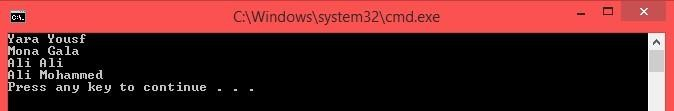 C:\Windows\system32\cmd.exe
Yara Yousf
Mona Gala
Ali Ali
Ali Mohammed
Press any key to continue . . .